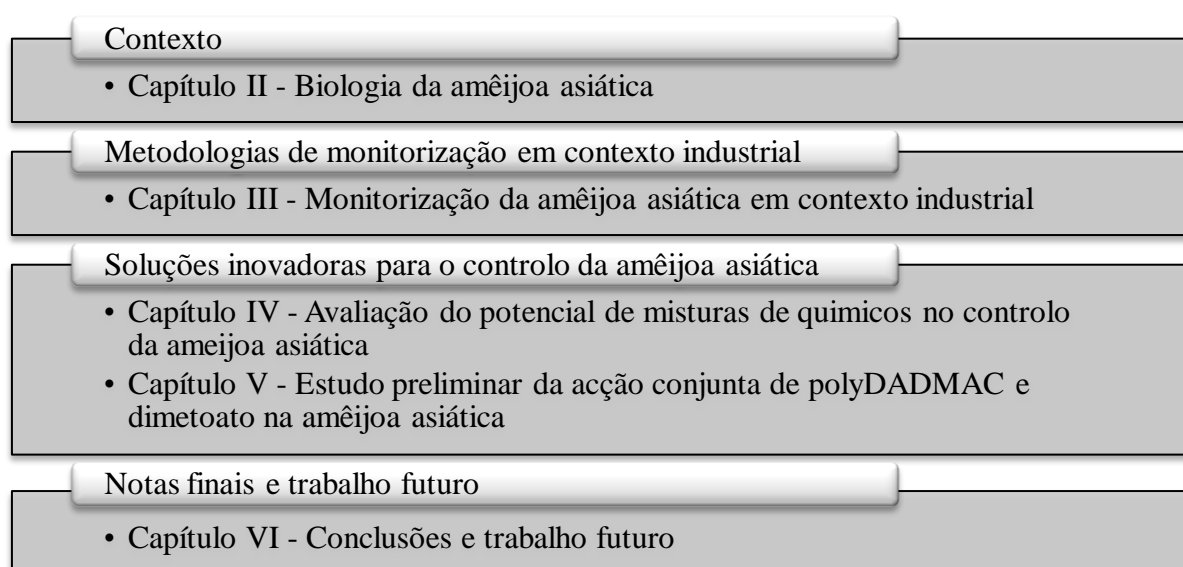 Contexto
• Capítulo II - Biologia da amêijoa asiática
Metodologias de monitorização em contexto industrial
• Capítulo III - Monitorização da amêijoa asiática em contexto industrial
Soluções inovadoras para o controlo da amêijoa asiática
• Capítulo IV - Avaliação do potencial de misturas de quimicos no controlo
da ameijoa asiática
• Capítulo V - Estudo preliminar da acção conjunta de polyDADMAC e
dimetoato na amêijoa asiática
Notas finais e trabalho futuro
• Capítulo VI - Conclusões e trabalho futuro